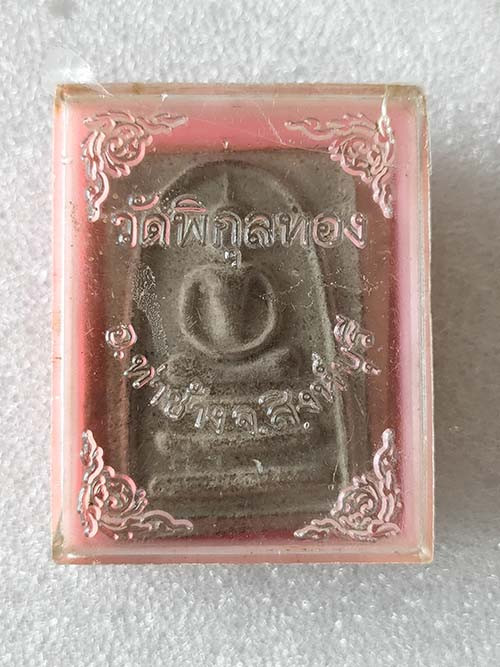 วัดพิกุลทอง
อ.ท่าช้าง จ.สิงห์บุรี